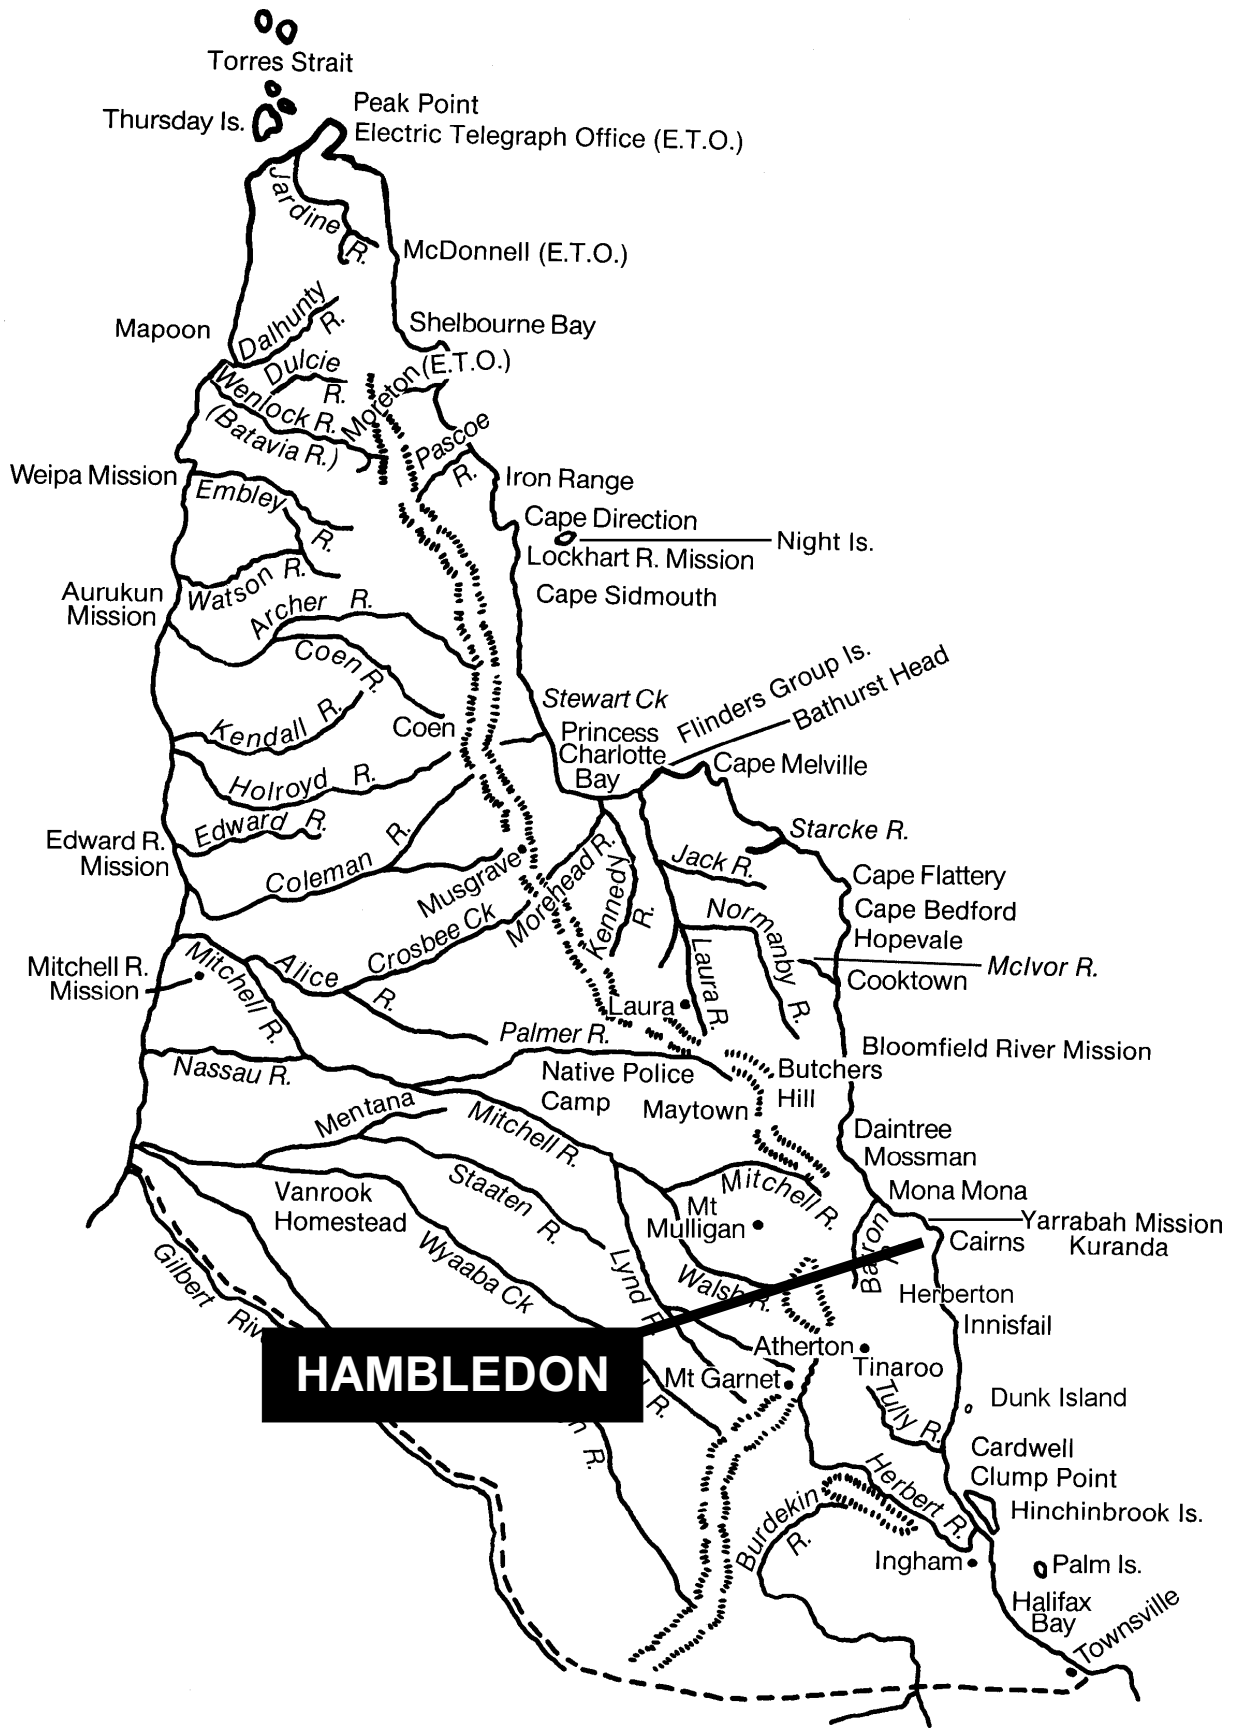 Torres Strait
Thursday Is.
Peak Point
Electric Telegraph Office (E.T.O.)
Jardine
R.
McDonnell (E.T.O.)
Mapoon
Dalhunty
R.
Shelbourne Bay
Dulcie
R.
Moreton (E.T.O.)
Wenlock R.
(Batavia R.)
Pascoe
R.
Weipa Mission
Embley
R.
Iron Range
Cape Direction
Night Is.
Lockhart R. Mission
Watson R.
Aurukun
Mission
Cape Sidmouth
Archer R.
Coen R.
Flinders Group Is.
Bathurst Head
Stewart Ck
Kendall R.
Coen
Princess
Charlotte
Bay
Cape Melville
Holroyd R.
Edward R.
Edward R.
Mission
Starcke R.
Coleman R.
Musgrave
Morehead R.
Kennedy
R.
Jack R.
Cape Flattery
Crosbee Ck
Normanby
R.
Cape Bedford
Hopevale
McIvor R.
Cooktown
Mitchell R.
Mission
Mitchell R.
Alice
R.
Laura R.
Laura
Palmer R.
Bloomfield River Mission
Nassau R.
Native Police
Camp
Maytown
Butchers
Hill
Mentana
Mitchell R.
Daintree
Mossman
Mitchell R.
Mona Mona
Vanrook
Homestead
Staaten R.
Mt
Mulligan
Barron
Yarrabah Mission
Cairns
Kuranda
Gilbert
Riv
Wyaaba Ck
Lynd R.
Walsh R.
Herberton
Innisfail
HAMBLEDON
Atherton
Tinaroo
Mt Garnet
R.
n R.
Tully R.
Dunk Island
Cardwell
Clump Point
Herbert R.
Hinchinbrook Is.
Burdekin
R.
Ingham
Palm Is.
Halifax
Bay
Townsville